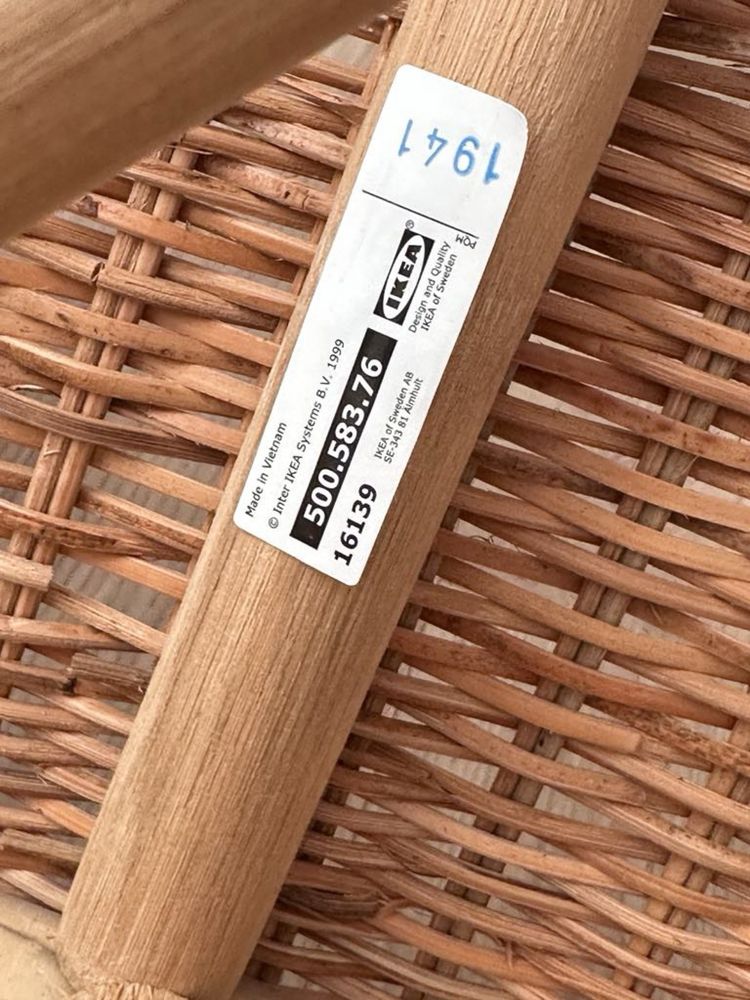 Made in Vietnam
© Inter IKEA Systems B.V. 1999
500.583.76
16139
IKEA of Sweden AB
SE-343 81 Älmhult
IKEA®
Design and Quality
IKEA of Sweden
PQM
1941